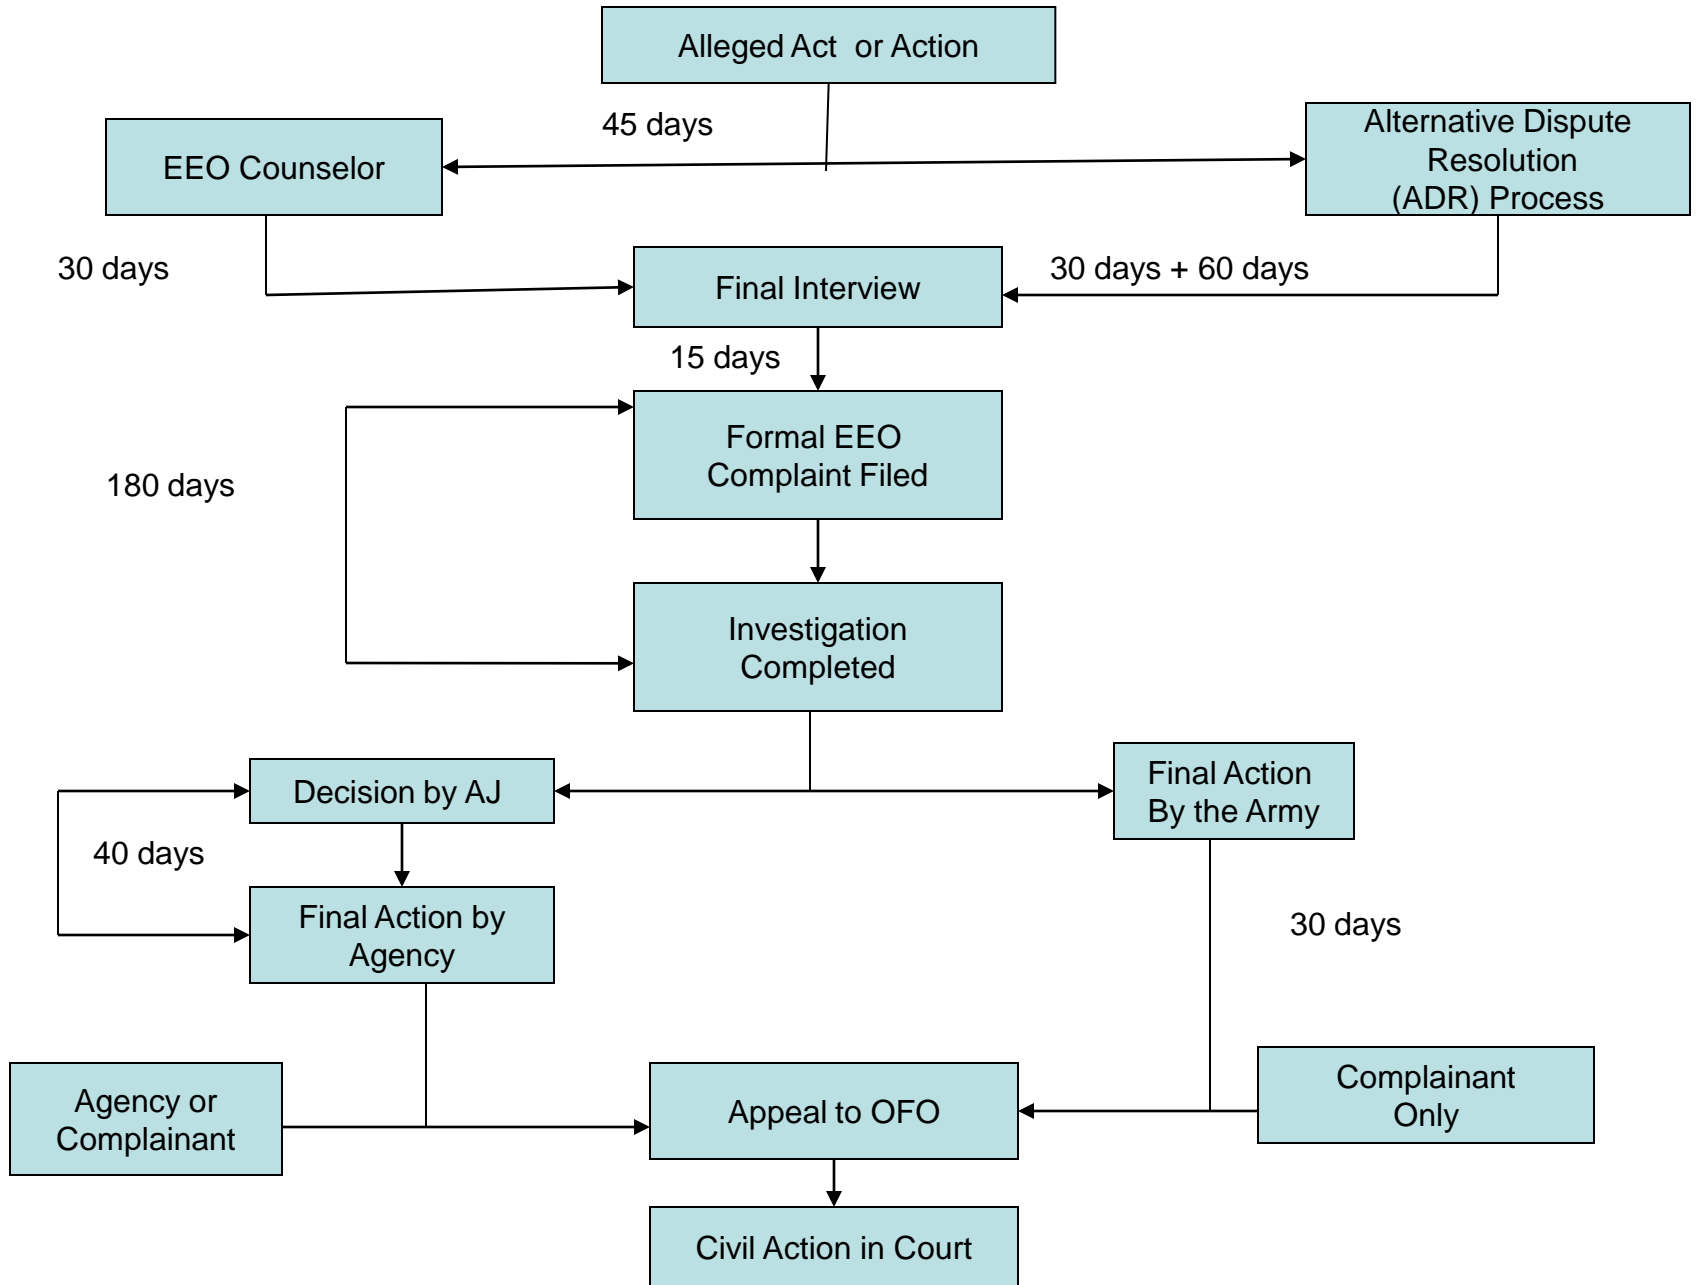 Alleged Act  or Action
45 days
EEO Counselor
Alternative Dispute
Resolution
(ADR) Process
30 days
Final Interview
30 days + 60 days
15 days
Formal EEO
Complaint Filed
180 days
Investigation
Completed
Decision by AJ
Final Action
By the Army
40 days
Final Action by
Agency
30 days
Agency or
Complainant
Appeal to OFO
Complainant
Only
Civil Action in Court